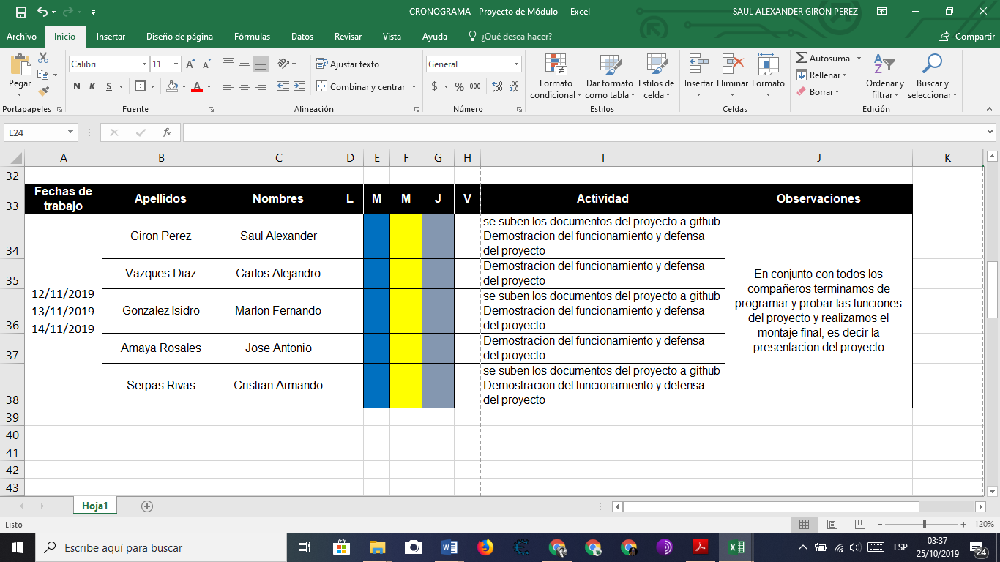 CRONOGRAMA - Proyecto de Módulo - Excel
SAUL ALEXANDER GIRON PEREZ
Archivo Inicio Insertar Diseño de página Fórmulas Datos Revisar Vista Ayuda ¿Qué desea hacer? Compartir
Pegar
Calibri 11
N K S A
Ajustar texto
Combinar y centrar
General
$ % 000
Formato condicional
Dar formato como tabla
Estilos de celda
Insertar Eliminar Formato
Autosuma
Rellenar
Borrar
Ordenar y filtrar
Buscar y seleccionar
Portapapeles Fuente Alineación Número Estilos Celdas Edición
L24 fx
A B C D E F G H I J K
32
33 Fechas de trabajo Apellidos Nombres L M M J V Actividad Observaciones
12/11/2019
13/11/2019
14/11/2019
34 Giron Perez Saul Alexander
se suben los documentos del proyecto a github
Demostracion del funcionamiento y defensa
del proyecto
35 Vazques Diaz Carlos Alejandro
Demostracion del funcionamiento y defensa
del proyecto
36 Gonzalez Isidro Marlon Fernando
se suben los documentos del proyecto a github
Demostracion del funcionamiento y defensa
del proyecto
37 Amaya Rosales Jose Antonio
Demostracion del funcionamiento y defensa
del proyecto
38 Serpas Rivas Cristian Armando
se suben los documentos del proyecto a github
Demostracion del funcionamiento y defensa
del proyecto
En conjunto con todos los
compañeros terminamos de
programar y probar las funciones
del proyecto y realizamos el
montaje final, es decir la
presentacion del proyecto
39
40
41
42
43
Hoja1
Listo
120%
Escribe aquí para buscar
ESP
03:37
25/10/2019
24